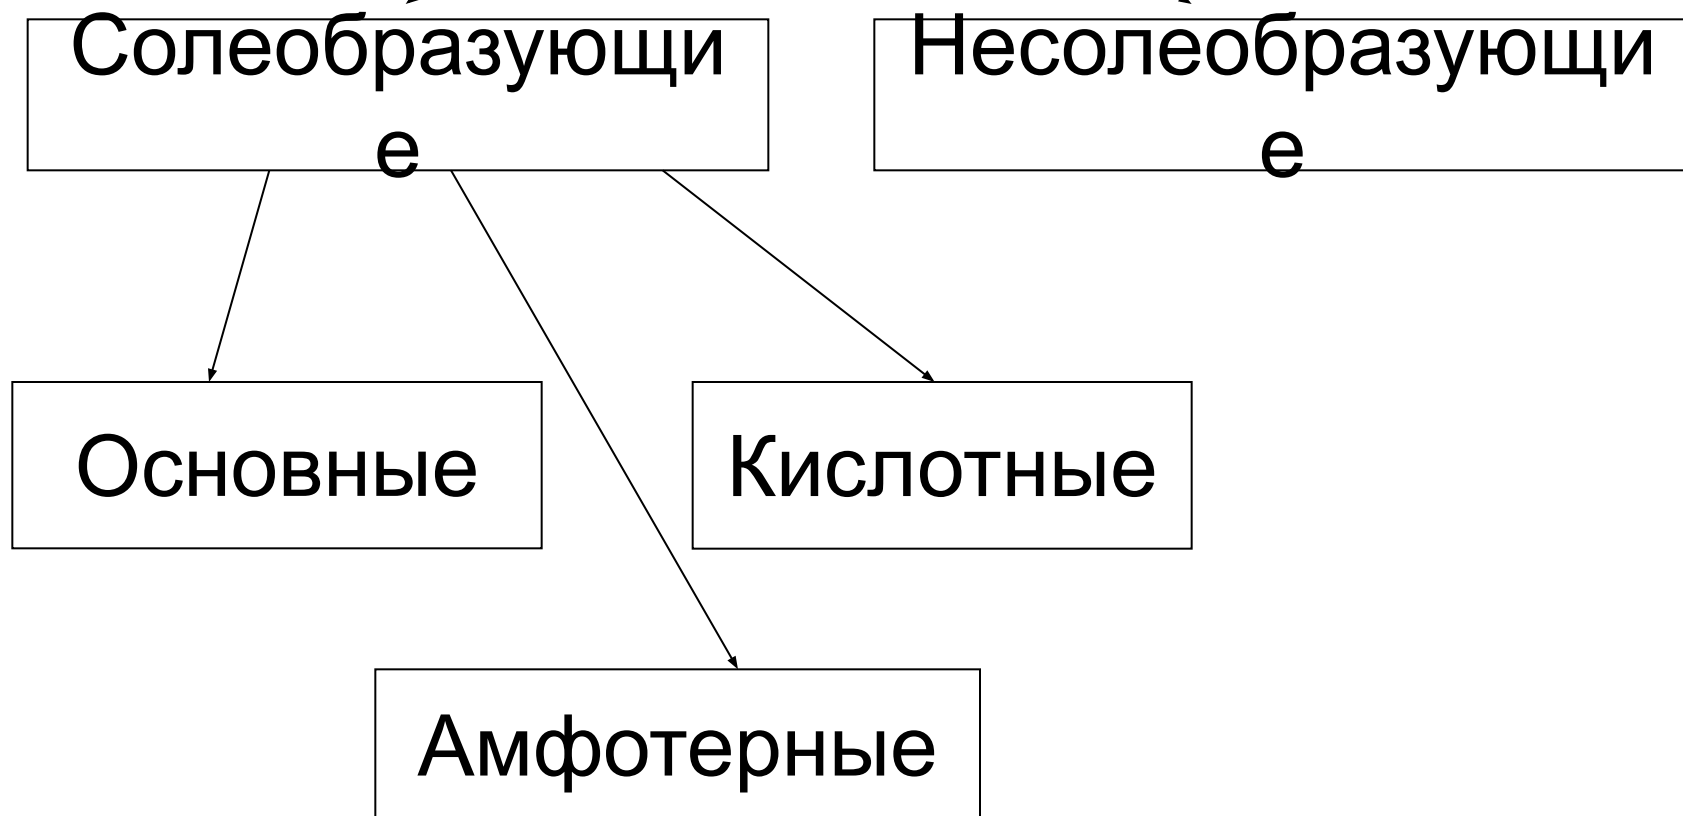 Солеобразующи
е
Несолеобразующи
е
Основные
Кислотные
Амфотерные